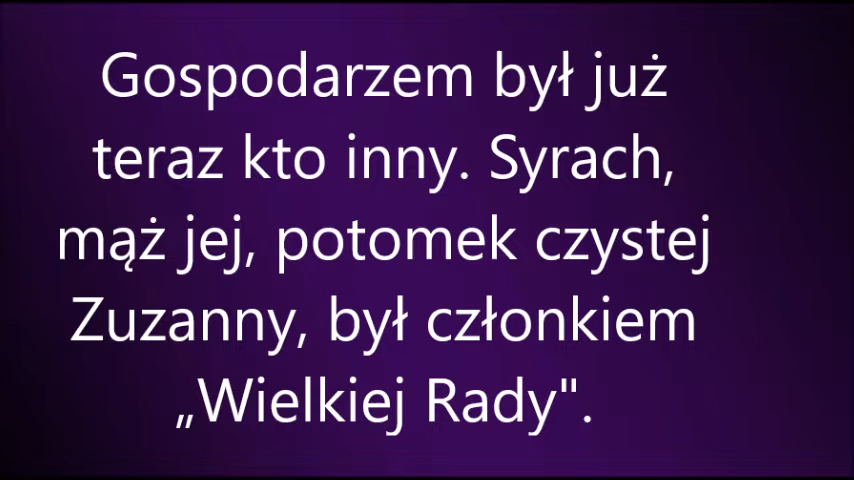 Gospodarzem był już
teraz kto inny. Syrach,
mąż jej, potomek czystej
Zuzanny, był członkiem
„Wielkiej Rady".